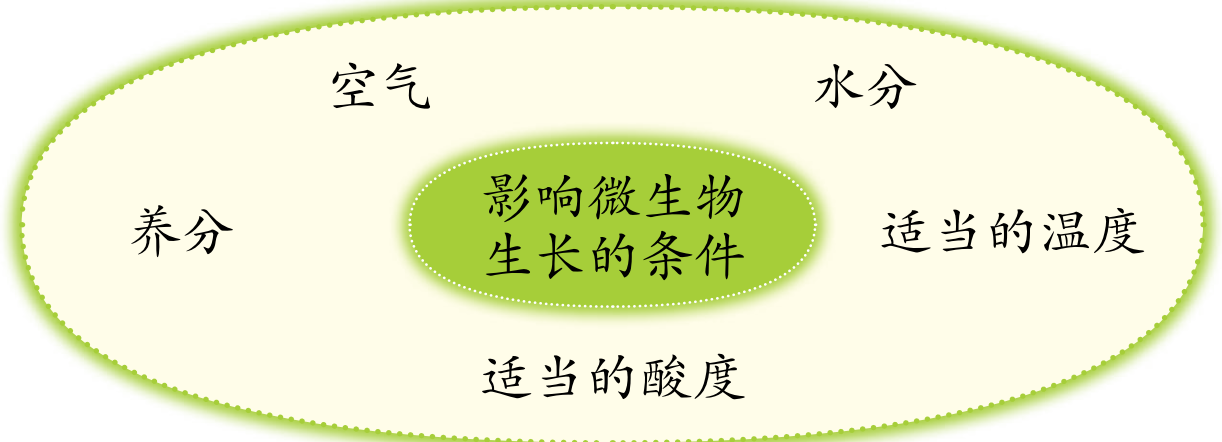 空气
水分
影响微生物
生长的条件
养分
适当的温度
适当的酸度